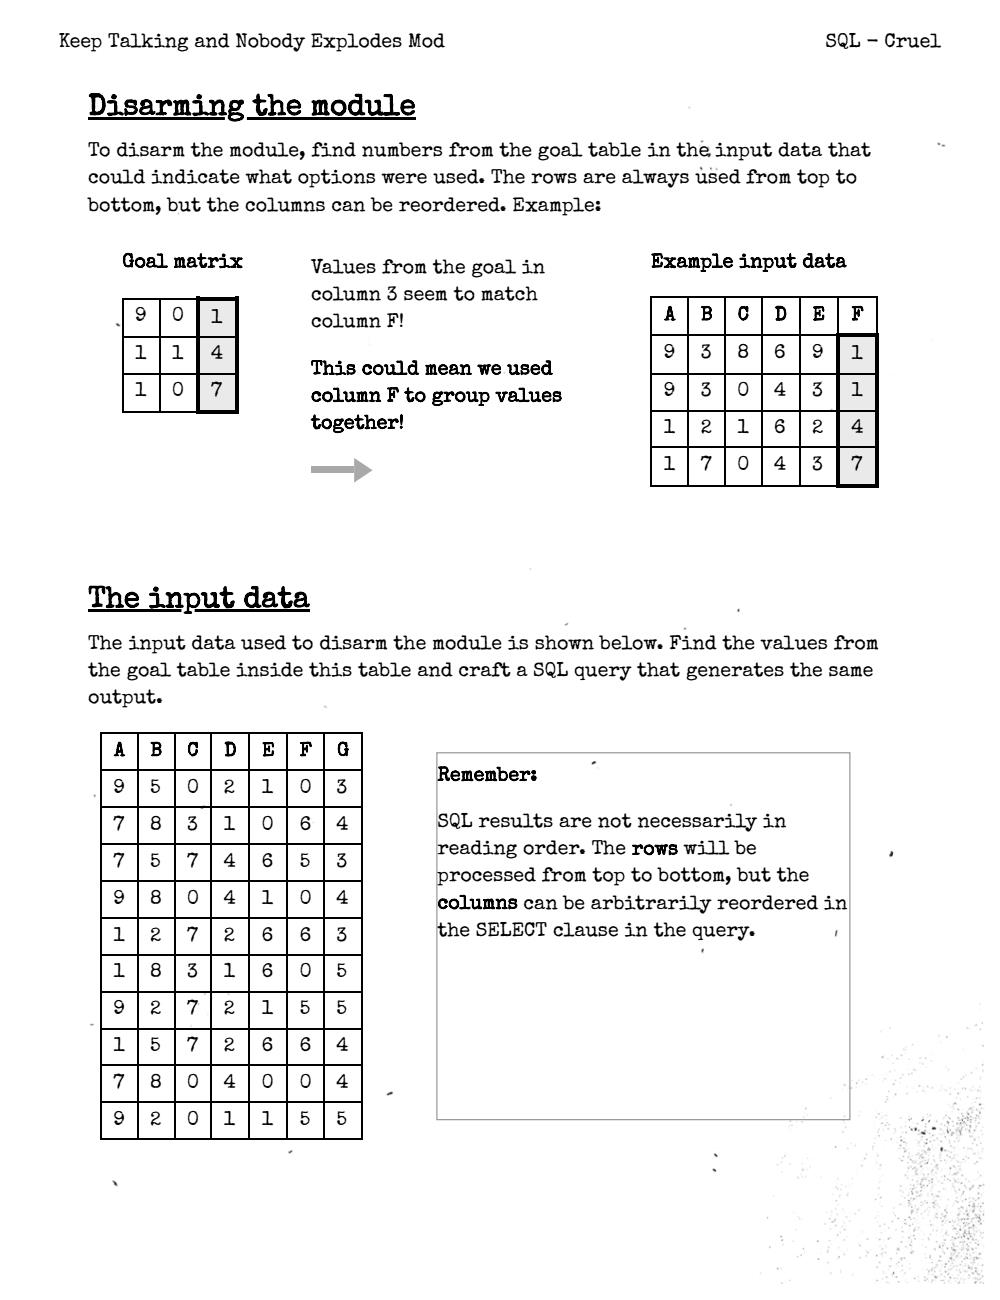 Keep Talking and Nobody Explodes Mod SQL - Cruel
Disarming the module
To disarm the module, find numbers from the goal table in the input data that
could indicate what options were used. The rows are always used from top to
bottom, but the columns can be reordered. Example:
Goal matrix
9 0 1
1 1 4
1 0 7
Values from the goal in
column 3 seem to match
column F!
This could mean we used
column F to group values
together!
Example input data
A B C D E F
9 3 8 6 9 1
9 3 0 4 3 1
1 2 1 6 2 4
1 7 0 4 3 7
The input data
The input data used to disarm the module is shown below. Find the values from
the goal table inside this table and craft a SQL query that generates the same
output.
A B C D E F G
9 5 0 2 1 0 3
7 8 3 1 0 6 4
7 5 7 4 6 5 3
9 8 0 4 1 0 4
1 2 7 2 6 6 3
1 8 3 1 6 0 5
9 2 7 2 1 5 5
1 5 7 2 6 6 4
7 8 0 4 0 0 4
9 2 0 1 1 5 5
Remember:
SQL results are not necessarily in
reading order. The rows will be
processed from top to bottom, but the
columns can be arbitrarily reordered in
the SELECT clause in the query.